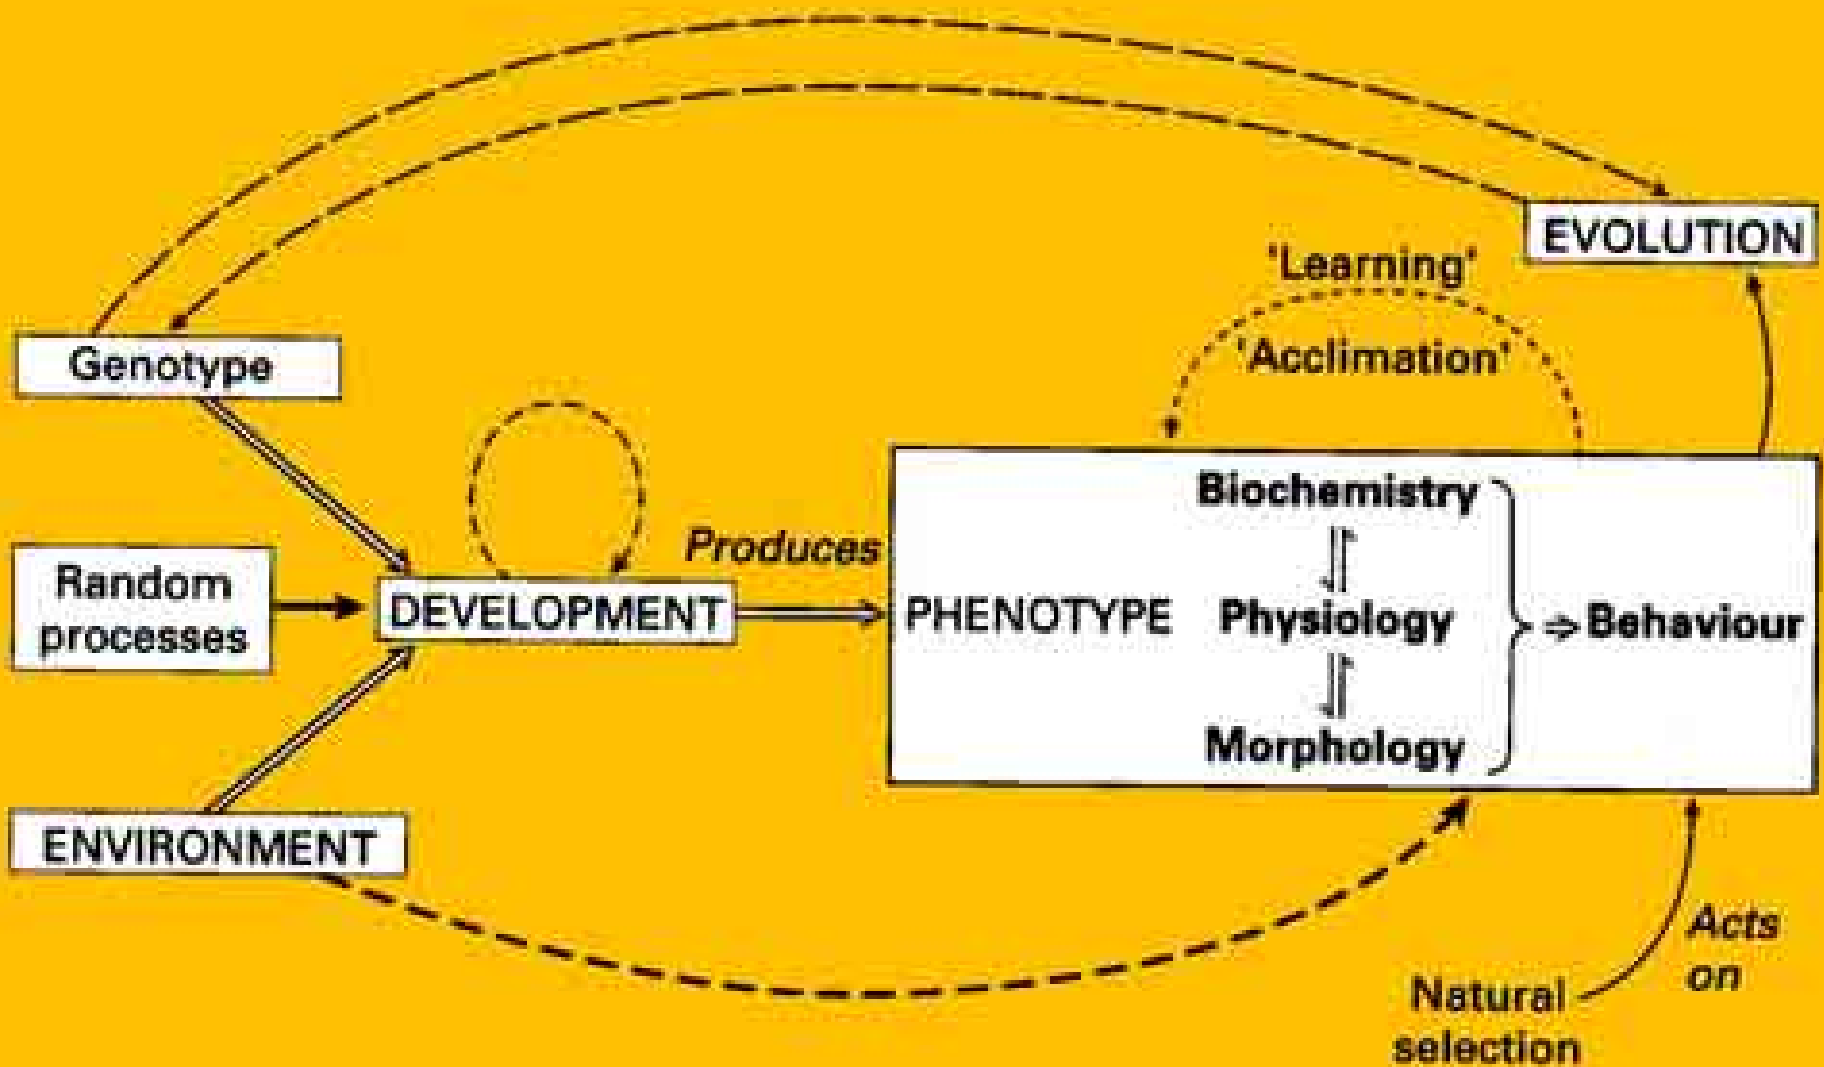 EVOLUTION
'Learning'
'Acclimation'
Genotype
Random
processes
DEVELOPMENT
Produces
PHENOTYPE
Biochemistry
Physiology
Morphology
Behaviour
ENVIRONMENT
Acts
on
Natural
selection